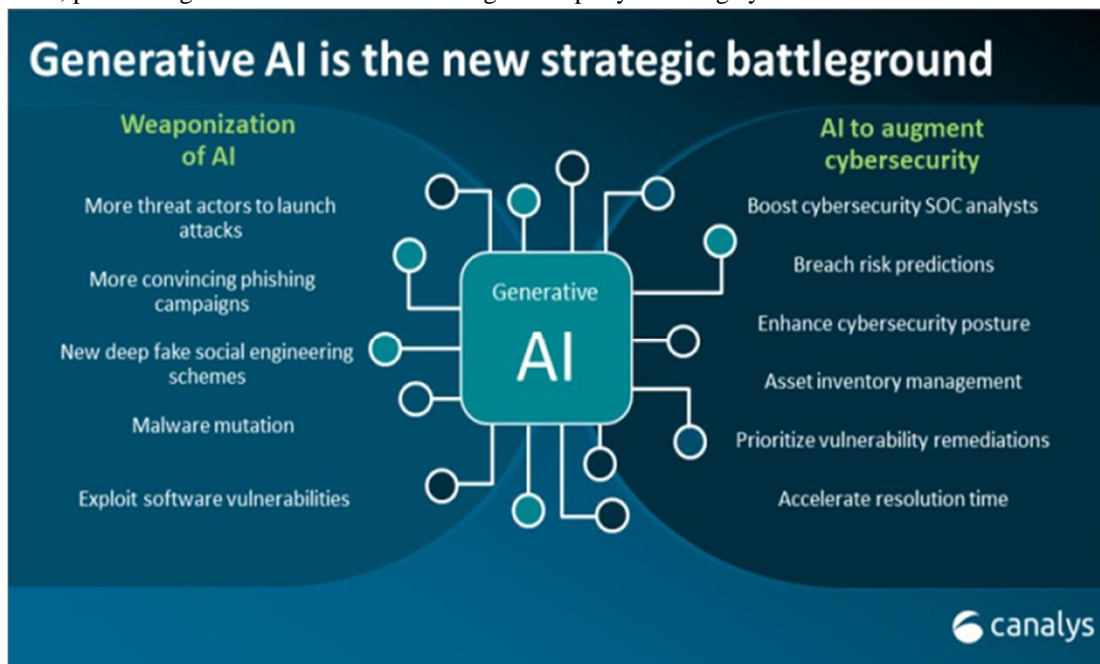 Generative AI is the new strategic battleground
Weaponization
of AI
More threat actors to launch
attacks
More convincing phishing
campaigns
New deep fake social engineering
schemes
Malware mutation
Exploit software vulnerabilities
Generative
AI
AI to augment
cybersecurity
Boost cybersecurity SOC analysts
Breach risk predictions
Enhance cybersecurity posture
Asset inventory management
Prioritize vulnerability remediations
Accelerate resolution time
canalys